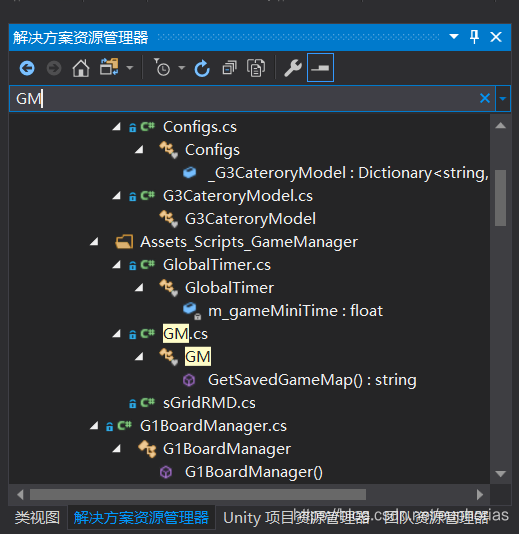 解决方案资源管理器
GM
C# Configs.cs
Configs
_G3CateroryModel : Dictionary<string,
C# G3CateroryModel.cs
G3CateroryModel
Assets_Scripts_GameManager
C# GlobalTimer.cs
GlobalTimer
m_gameMiniTime : float
C# GM.cs
GM
GetSavedGameMap() : string
C# sGridRMD.cs
C# G1BoardManager.cs
G1BoardManager
G1BoardManager()
类视图 解决方案资源管理器 Unity 项目资源管理器 团队资源管理器